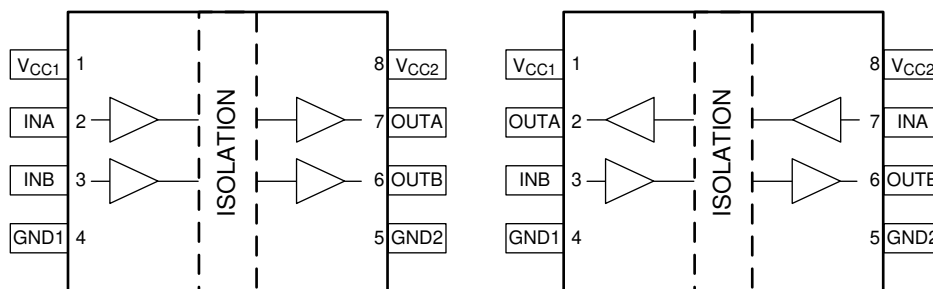 VCC1 1 ISOLATION 8 VCC2
INA 2 7 OUTA
INB 3 6 OUTB
GND1 4 5 GND2
VCC1 1 ISOLATION 8 VCC2
OUTA 2 7 INA
INB 3 6 OUTB
GND1 4 5 GND2